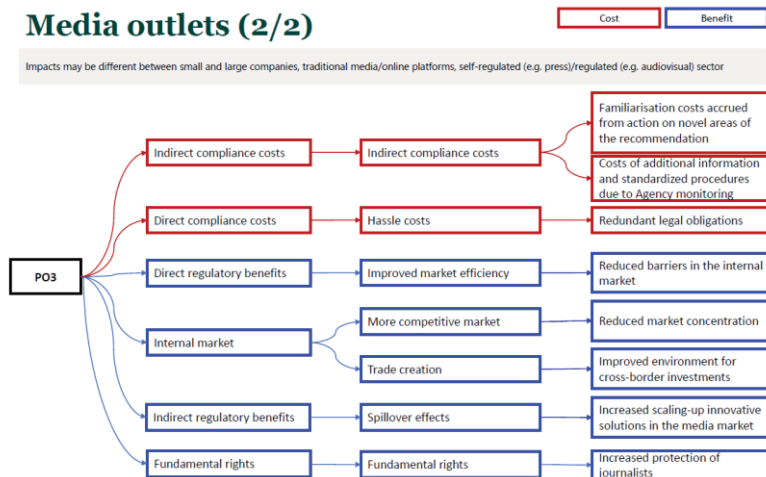 Media outlets (2/2)
Cost
Benefit
Impacts may be different between small and large companies, traditional media/online platforms, self-regulated (e.g. press)/regulated (e.g. audiovisual) sector
PO3
Indirect compliance costs
Indirect compliance costs
Familiarisation costs accrued
from action on novel areas of
the recommendation
Costs of additional information
and standardized procedures
due to Agency monitoring
Direct compliance costs
Hassle costs
Redundant legal obligations
Direct regulatory benefits
Improved market efficiency
Reduced barriers in the internal
market
Internal market
More competitive market
Reduced market concentration
Trade creation
Improved environment for
cross-border investments
Indirect regulatory benefits
Spillover effects
Increased scaling-up innovative
solutions in the media market
Fundamental rights
Fundamental rights
Increased protection of
journalists